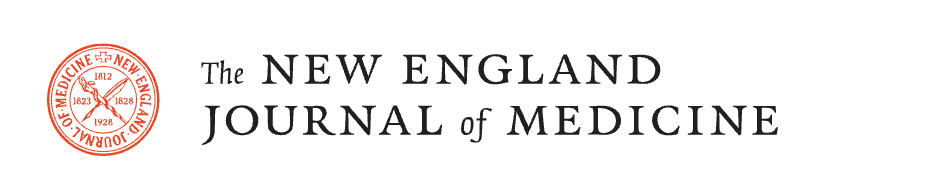 MEDICINE NEW ENGLAND JOURNAL OF
1812
1823 1828
1928
The NEW ENGLAND
JOURNAL of MEDICINE